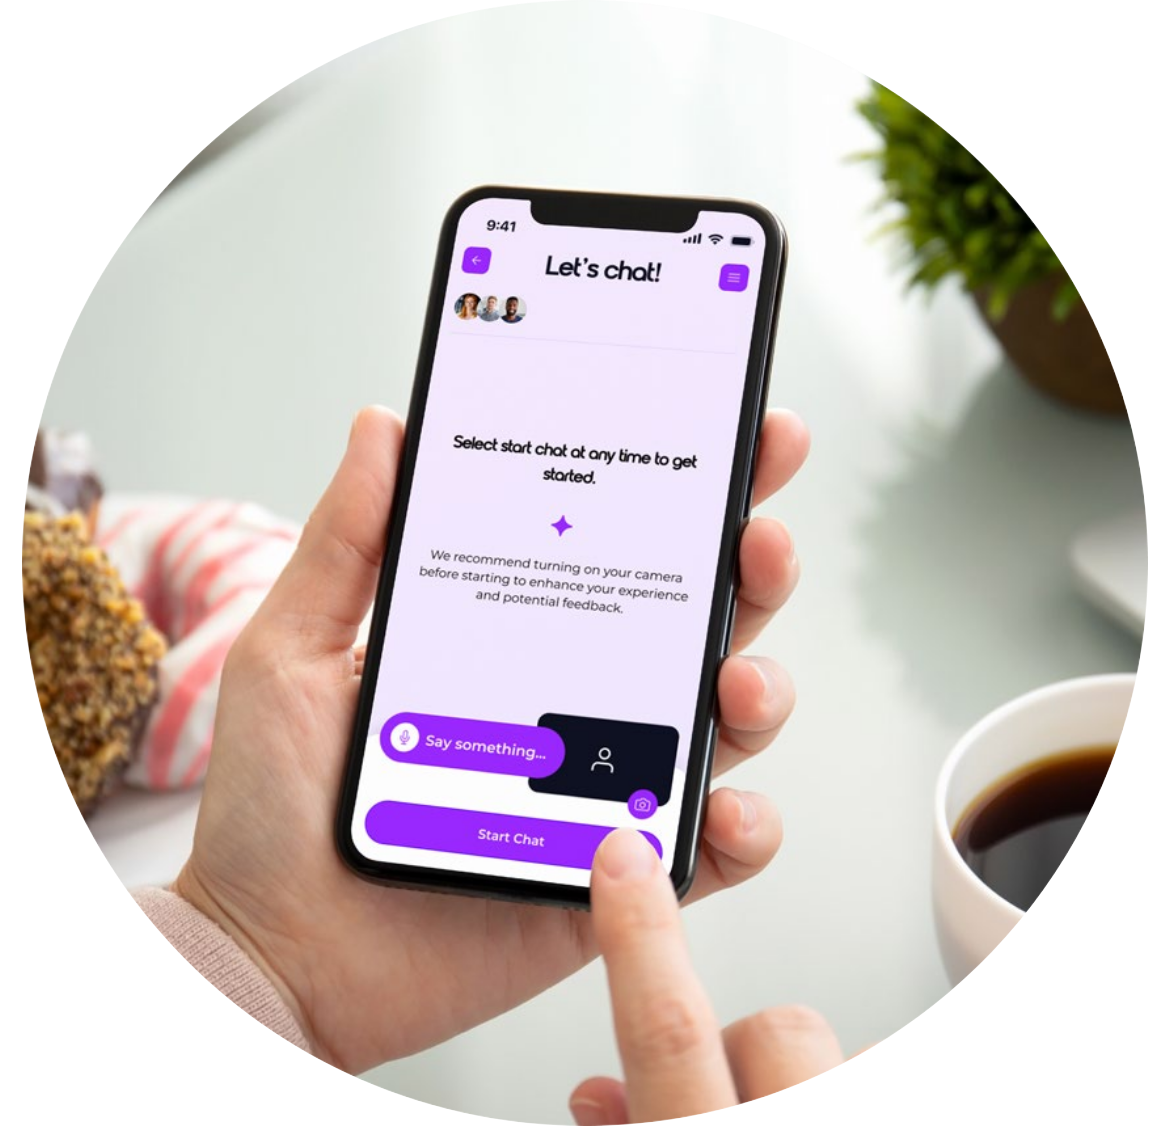 9:41
Let's chat!
Select start chat at any time to get
started.
We recommend turning on your camera
before starting to enhance your experience
and potential feedback.
Say something...
Start Chat